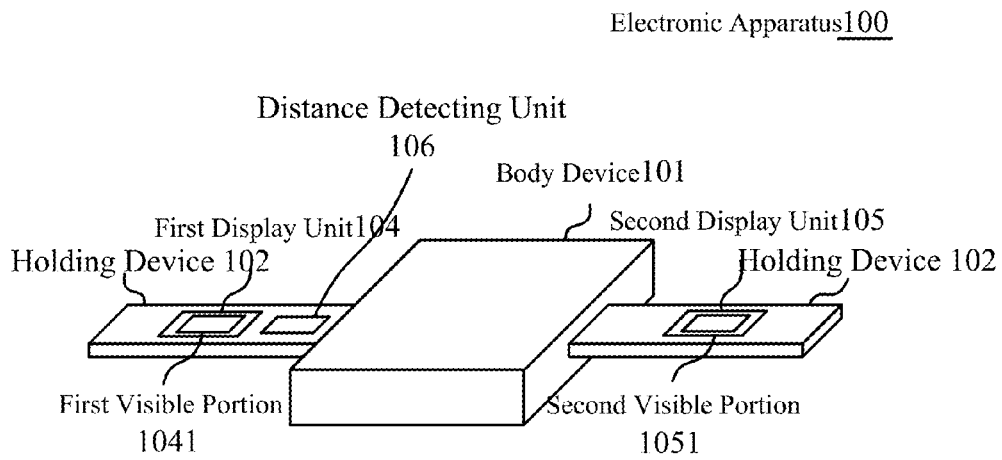 Electronic Apparatus100
Distance Detecting Unit
106
Body Device101
First Display Unit104
Second Display Unit105
Holding Device 102
Holding Device 102
First Visible Portion
1041
Second Visible Portion
1051